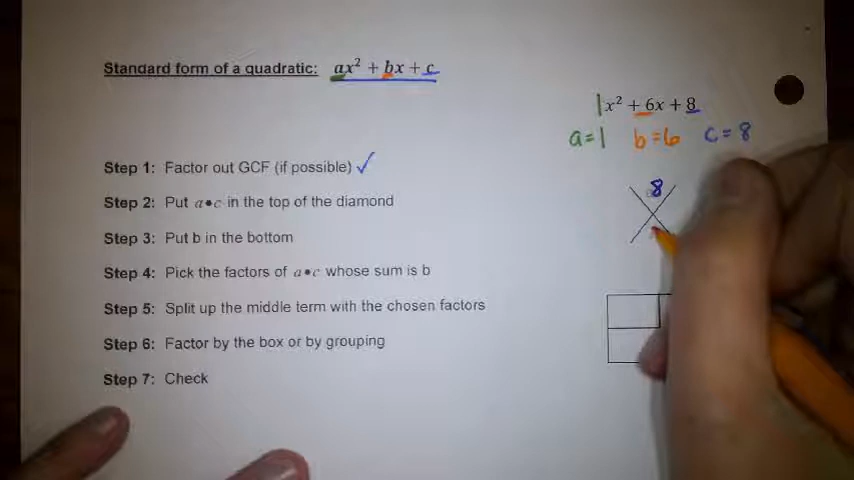 Standard form of a quadratic: ax² + bx + c
1x² + 6x + 8
a=1 b=6 c=8
Step 1: Factor out GCF (if possible) ✓
8
Step 2: Put a•c in the top of the diamond
Step 3: Put b in the bottom
Step 4: Pick the factors of a•c whose sum is b
Step 5: Split up the middle term with the chosen factors
Step 6: Factor by the box or by grouping
Step 7: Check